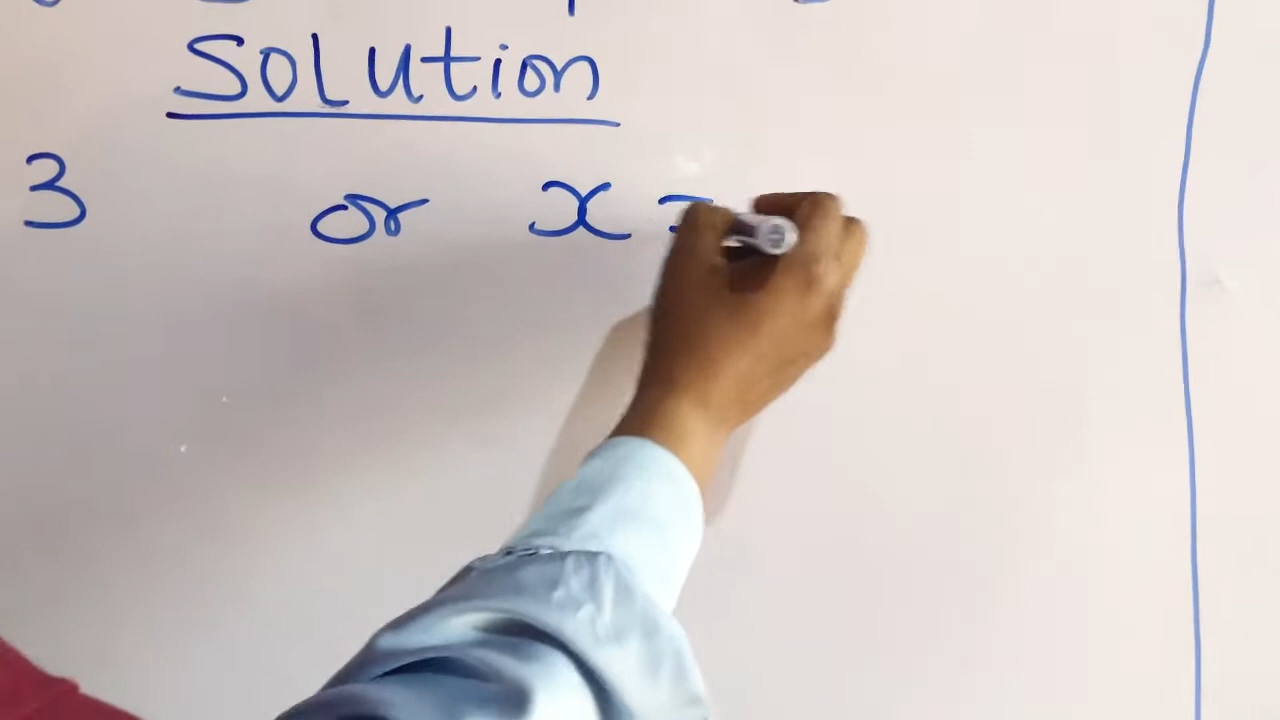 Solution
3 or x =